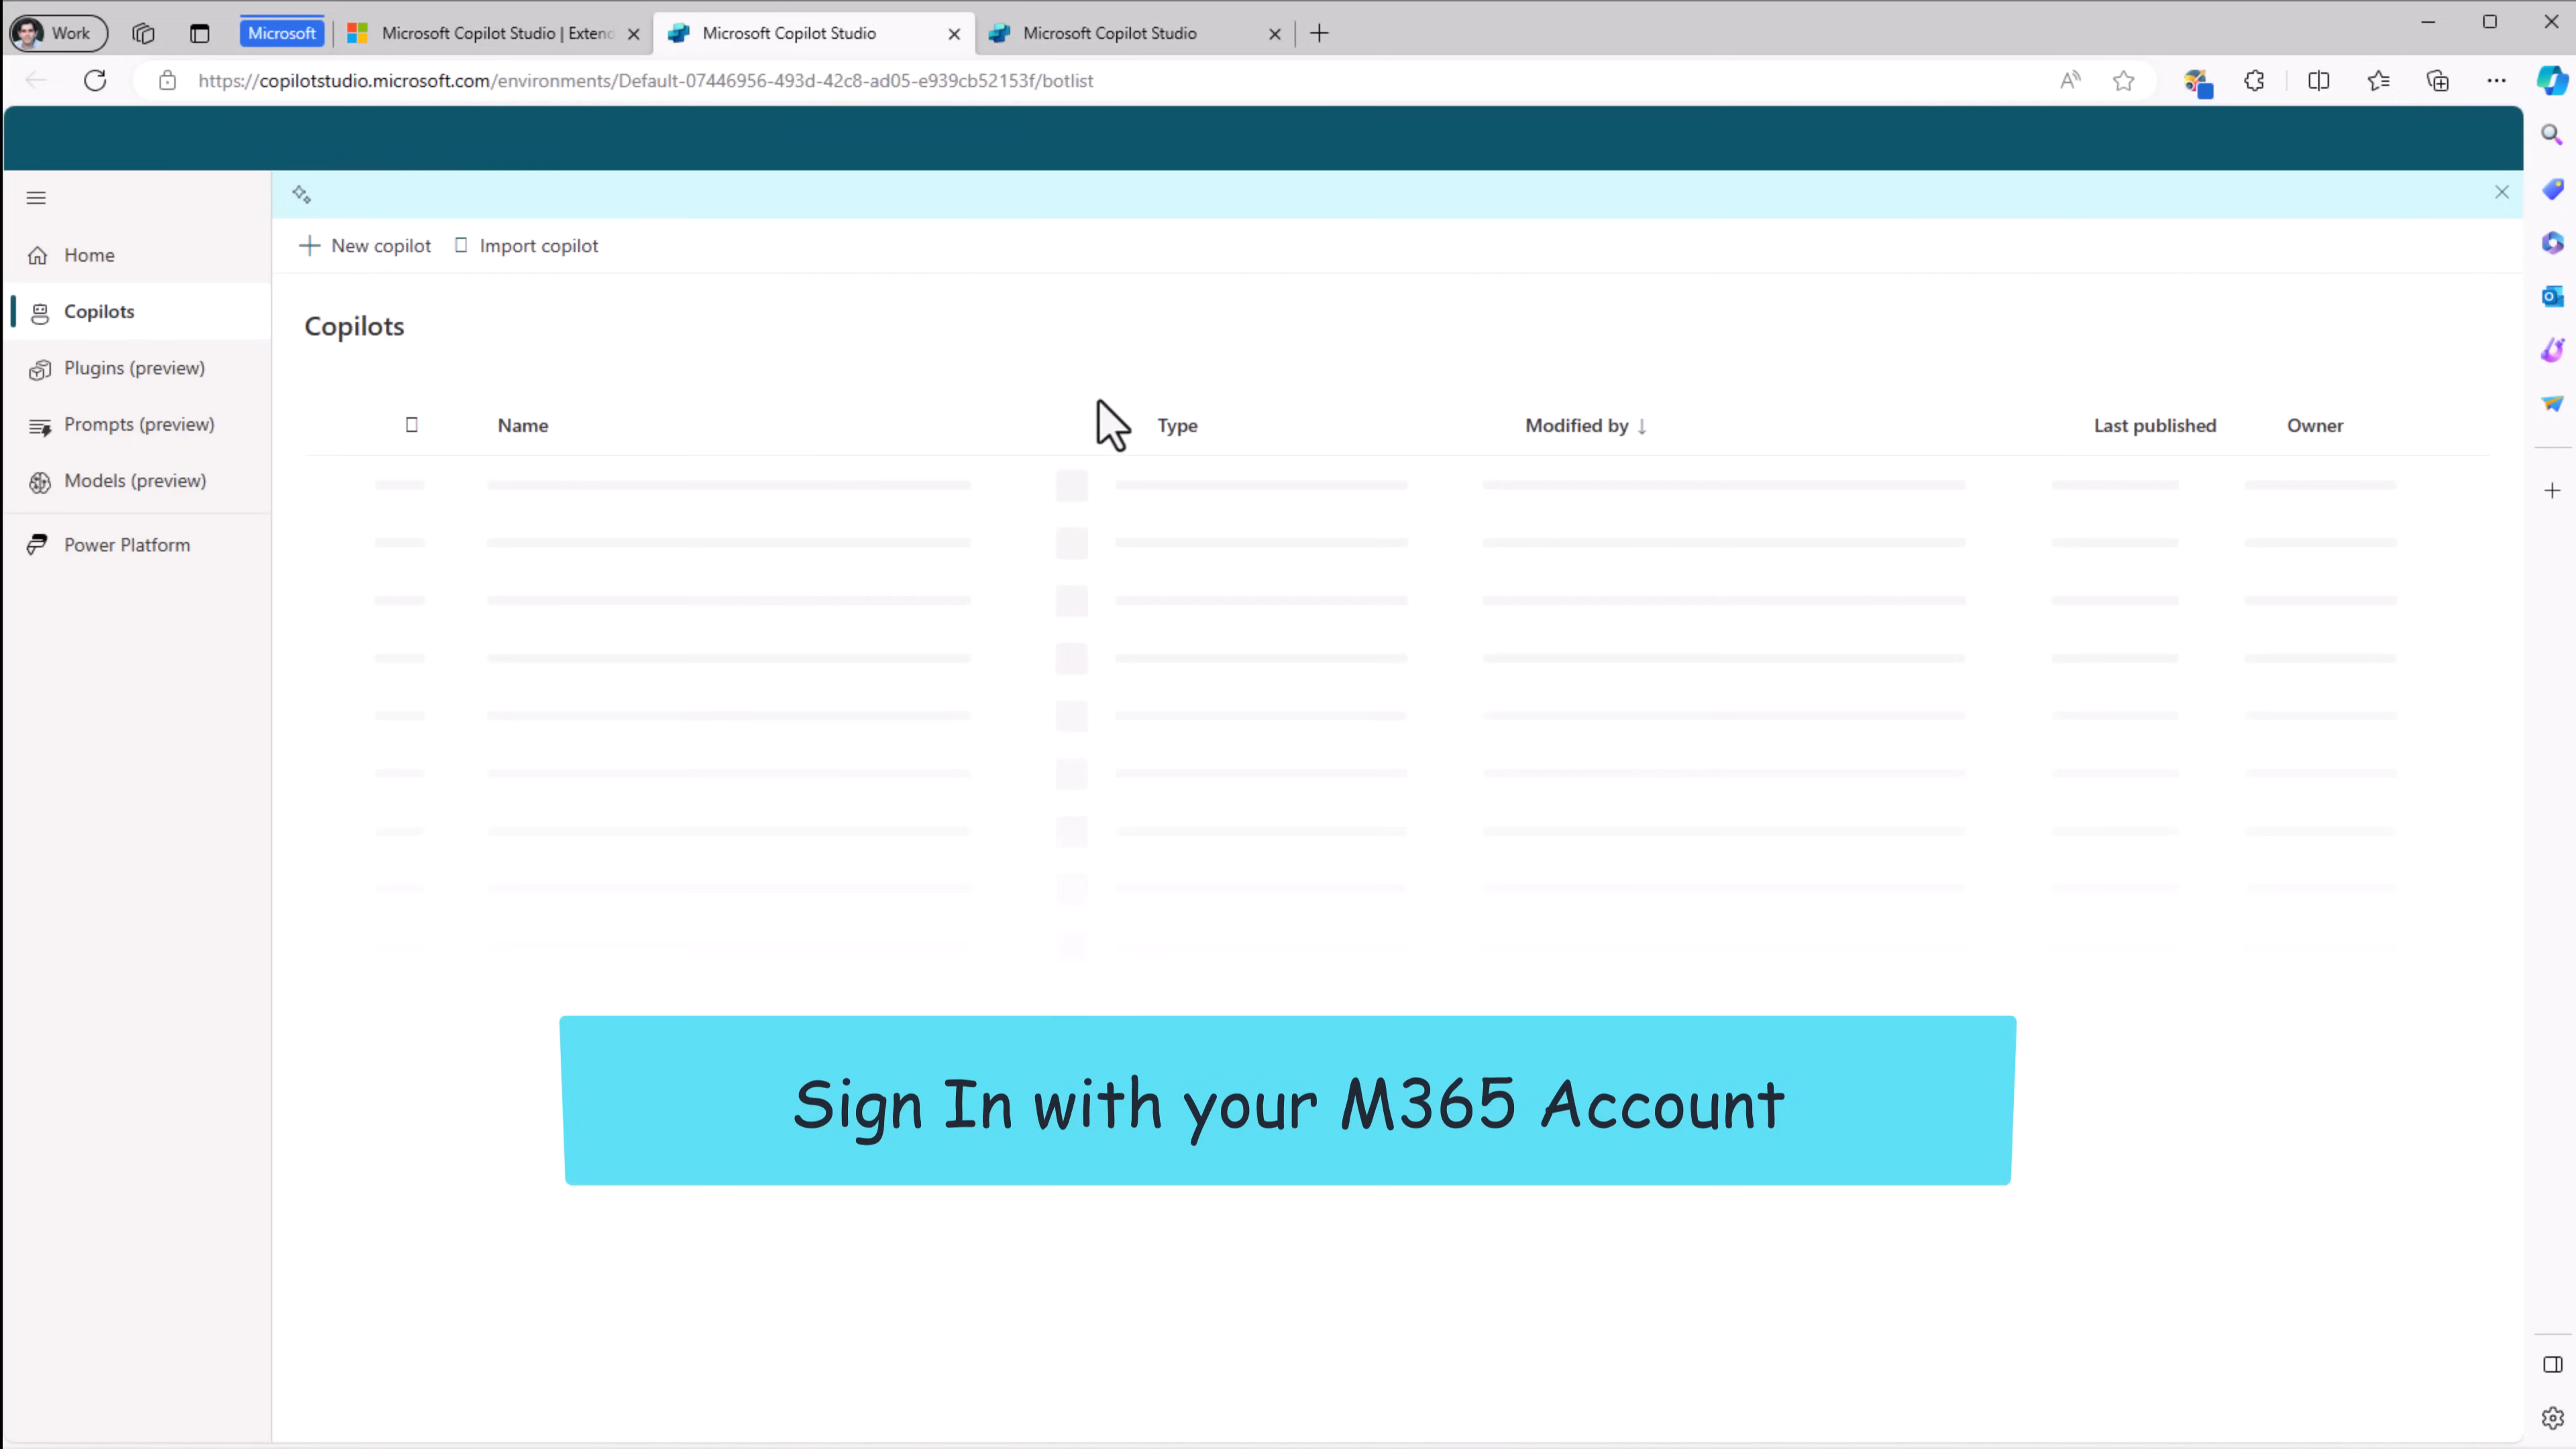 Work
Microsoft
Microsoft Copilot Studio | Exten
Microsoft Copilot Studio
Microsoft Copilot Studio
https://copilotstudio.microsoft.com/environments/Default-07446956-493d-42c8-ad05-e939cb52153f/botlist
New copilot
Import copilot
Home
Copilots
Plugins (preview)
Prompts (preview)
Models (preview)
Power Platform
Copilots
Name
Type
Modified by ↓
Last published
Owner
Sign In with your M365 Account